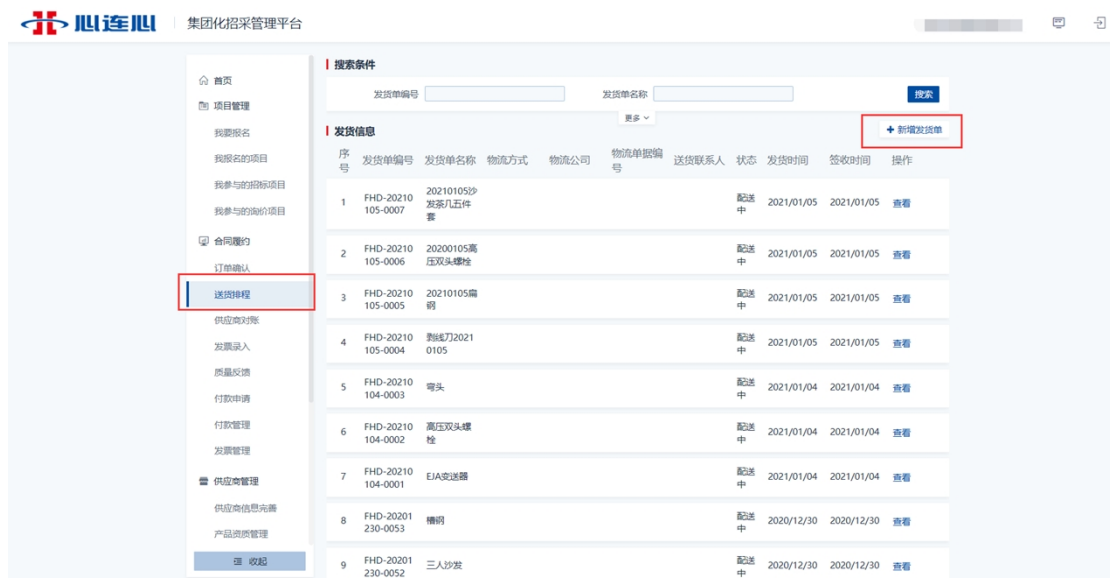 心连心 集团化招采管理平台
首页
项目管理
我要报名
我报名的项目
我参与的招标项目
我参与的询价项目
合同履约
订单确认
送货排程
供应商对账
发票录入
质量反馈
付款申请
付款管理
发票管理
供应商管理
供应商信息完善
产品资质管理
收起
搜索条件
发货单编号 发货单名称 搜索
更多
发货信息 + 新增发货单
序号 发货单编号 发货单名称 物流方式 物流公司 物流单据编号 送货联系人 状态 发货时间 签收时间 操作
1 FHD-20210105-0007 20210105沙发茶几五件套 配送中 2021/01/05 2021/01/05 查看
2 FHD-20210105-0006 20200105高压双头螺栓 配送中 2021/01/05 2021/01/05 查看
3 FHD-20210105-0005 20210105扁钢 配送中 2021/01/05 2021/01/05 查看
4 FHD-20210105-0004 剥线刀20210105 配送中 2021/01/05 2021/01/05 查看
5 FHD-20210104-0003 弯头 配送中 2021/01/04 2021/01/04 查看
6 FHD-20210104-0002 高压双头螺栓 配送中 2021/01/04 2021/01/04 查看
7 FHD-20210104-0001 EJA变送器 配送中 2021/01/04 2021/01/04 查看
8 FHD-20201230-0053 槽钢 配送中 2020/12/30 2020/12/30 查看
9 FHD-20201230-0052 三人沙发 配送中 2020/12/30 2020/12/30 查看